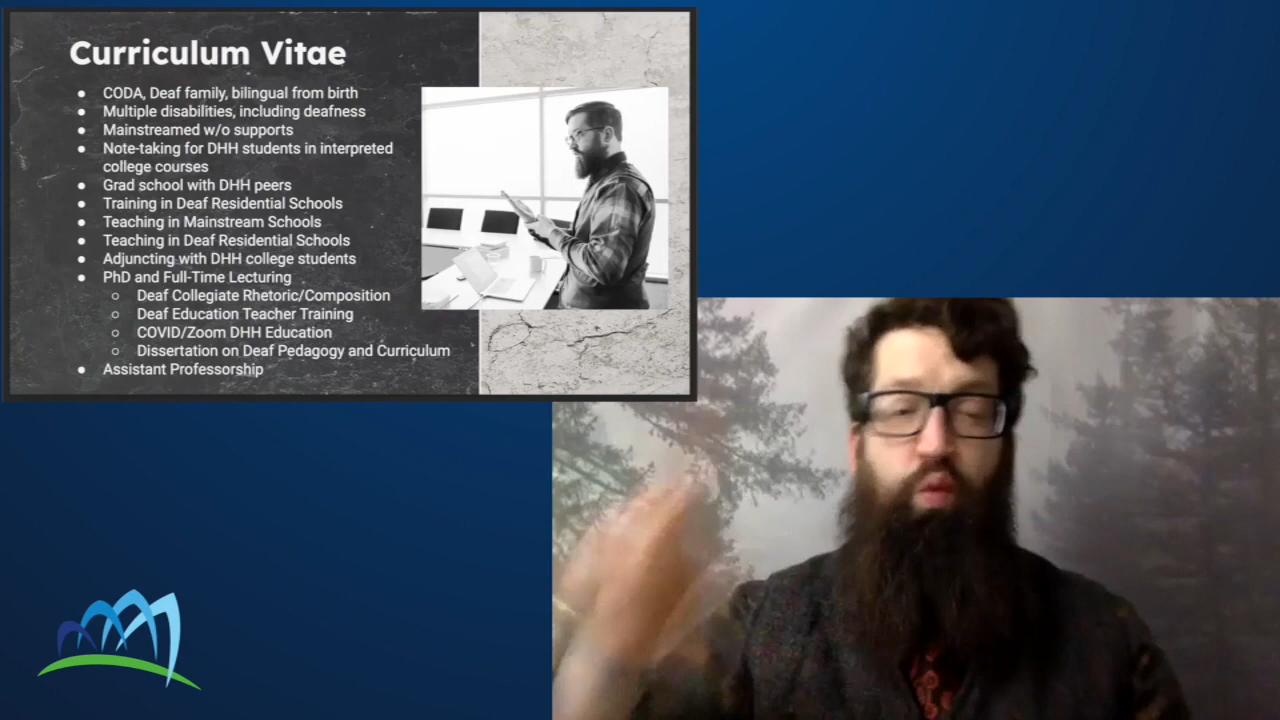 Curriculum Vitae
● CODA, Deaf family, bilingual from birth
● Multiple disabilities, including deafness
● Mainstreamed w/o supports
● Note-taking for DHH students in interpreted
college courses
● Grad school with DHH peers
● Training in Deaf Residential Schools
● Teaching in Mainstream Schools
● Teaching in Deaf Residential Schools
● Adjuncting with DHH college students
● PhD and Full-Time Lecturing
○ Deaf Collegiate Rhetoric/Composition
○ Deaf Education Teacher Training
○ COVID/Zoom DHH Education
○ Dissertation on Deaf Pedagogy and Curriculum
● Assistant Professorship